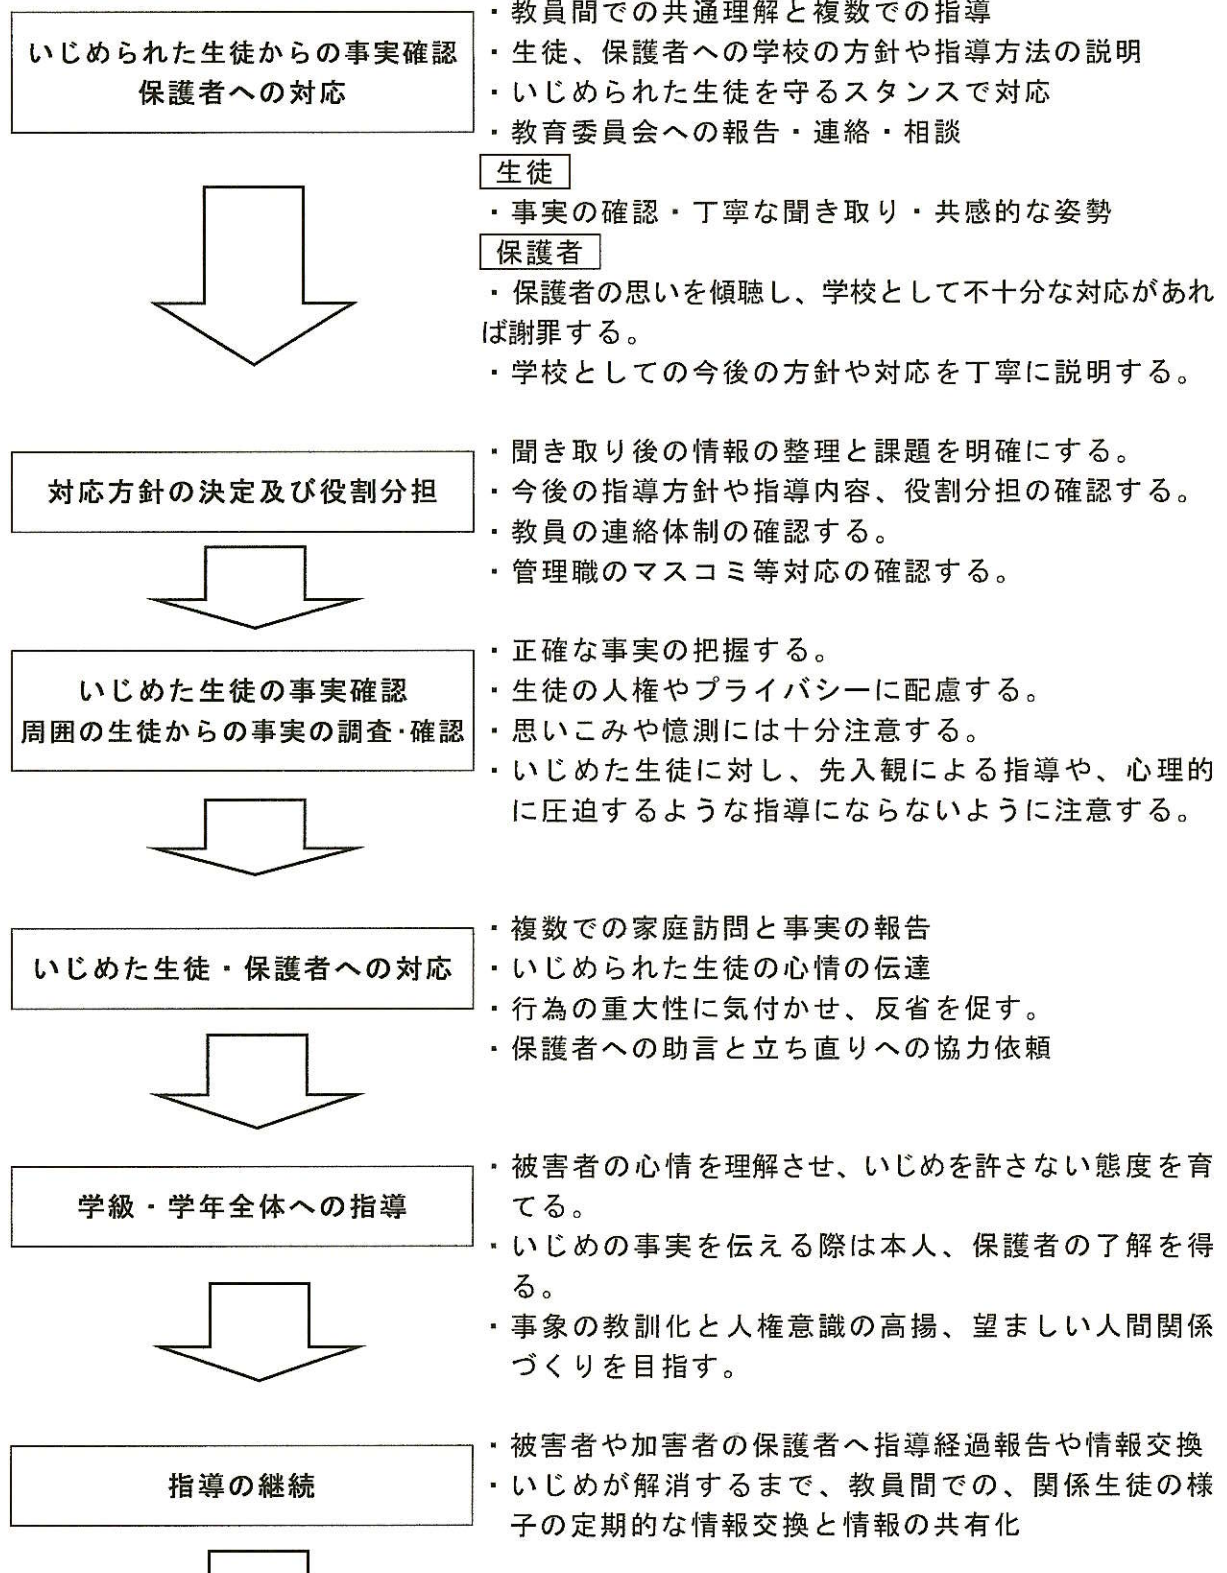 いじめられた生徒からの事実確認
保護者への対応
・教員間での共通理解と複数での指導
・生徒、保護者への学校の方針や指導方法の説明
・いじめられた生徒を守るスタンスで対応
・教育委員会への報告・連絡・相談
生徒
・事実の確認・丁寧な聞き取り・共感的な姿勢
保護者
・保護者の思いを傾聴し、学校として不十分な対応があれ
ば謝罪する。
・学校としての今後の方針や対応を丁寧に説明する。
対応方針の決定及び役割分担
・聞き取り後の情報の整理と課題を明確にする。
・今後の指導方針や指導内容、役割分担の確認する。
・教員の連絡体制の確認する。
・管理職のマスコミ等対応の確認する。
いじめた生徒の事実確認
周囲の生徒からの事実の調査・確認
・正確な事実の把握する。
・生徒の人権やプライバシーに配慮する。
・思いこみや憶測には十分注意する。
・いじめた生徒に対し、先入観による指導や、心理的
に圧迫するような指導にならないように注意する。
いじめた生徒・保護者への対応
・複数での家庭訪問と事実の報告
・いじめられた生徒の心情の伝達
・行為の重大性に気付かせ、反省を促す。
・保護者への助言と立ち直りへの協力依頼
学級・学年全体への指導
・被害者の心情を理解させ、いじめを許さない態度を育
てる。
・いじめの事実を伝える際は本人、保護者の了解を得
る。
・事象の教訓化と人権意識の高揚、望ましい人間関係
づくりを目指す。
指導の継続
・被害者や加害者の保護者へ指導経過報告や情報交換
・いじめが解消するまで、教員間での、関係生徒の様
子の定期的な情報交換と情報の共有化